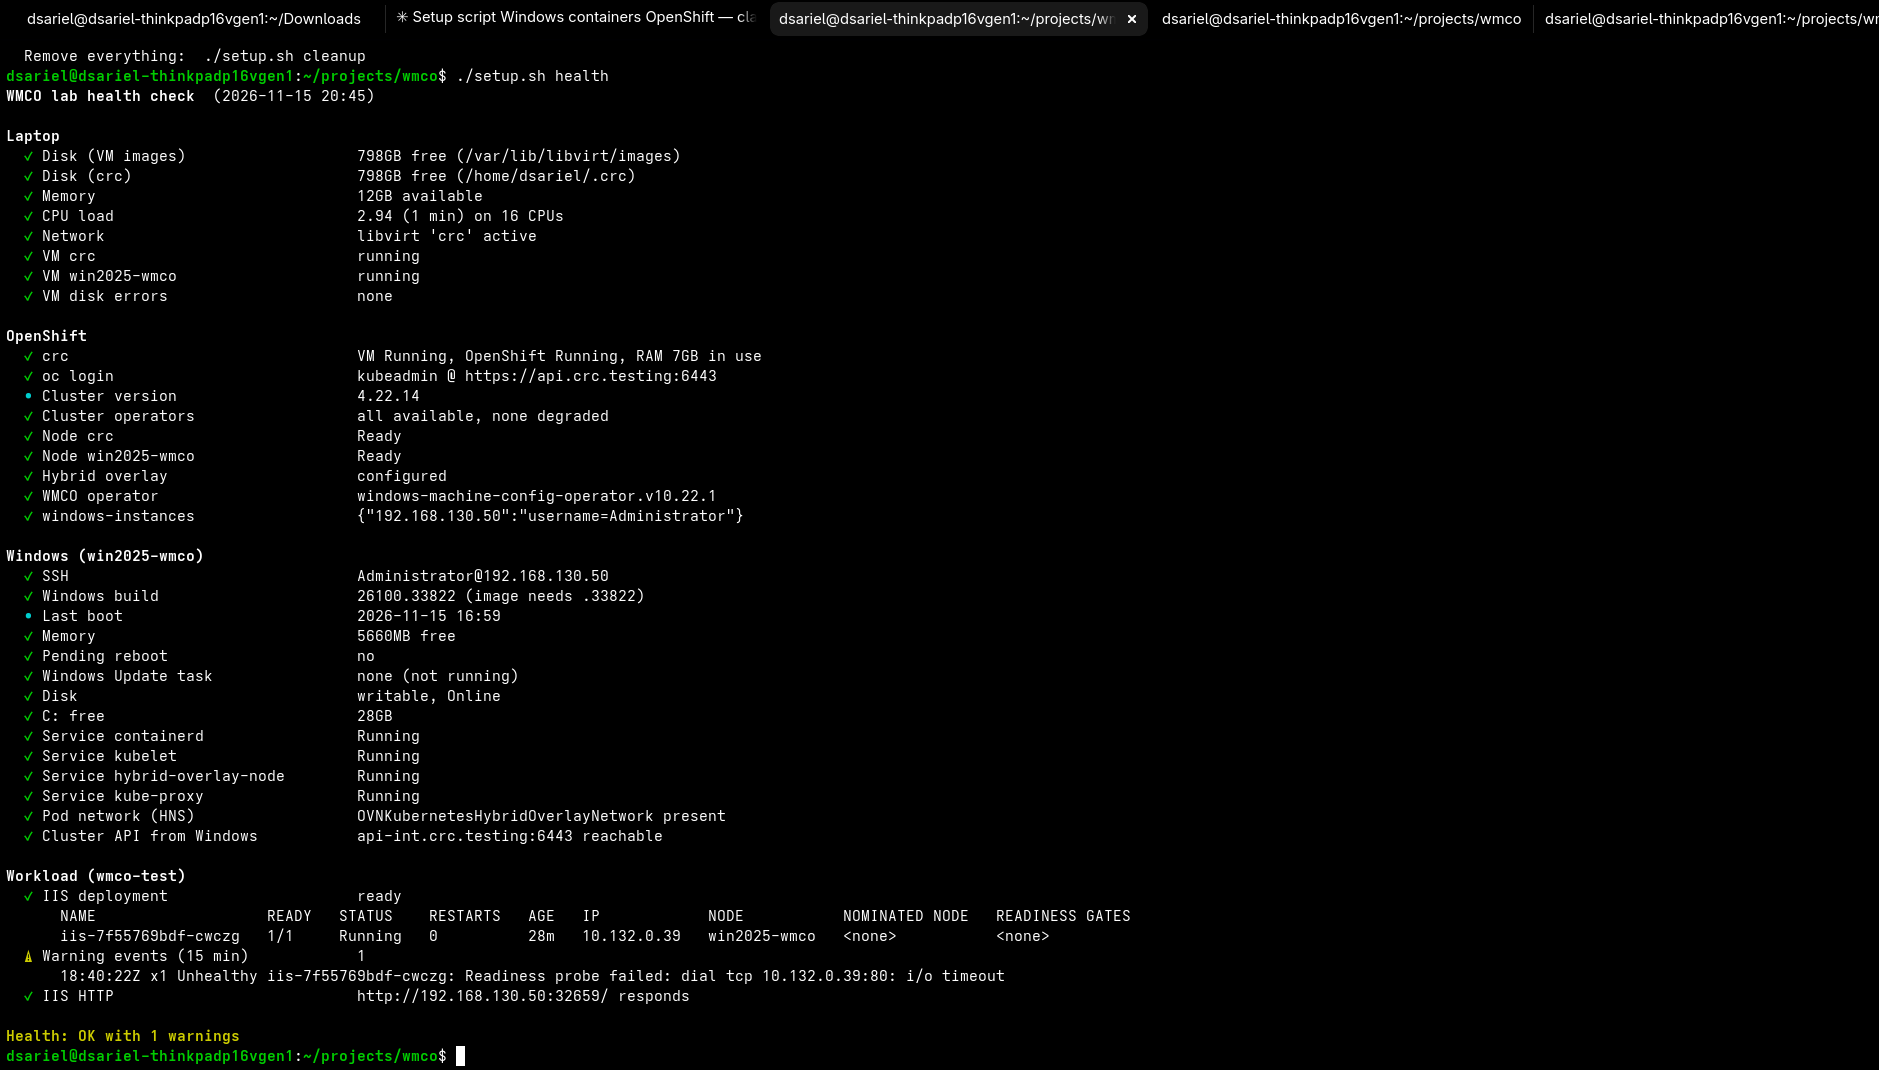 dsariel@dsariel-thinkpadp16vgen1:~/Downloads
✳ Setup script Windows containers OpenShift — cla
dsariel@dsariel-thinkpadp16vgen1:~/projects/wm ×
dsariel@dsariel-thinkpadp16vgen1:~/projects/wmco
dsariel@dsariel-thinkpadp16vgen1:~/projects/wm
Remove everything:  ./setup.sh cleanup
dsariel@dsariel-thinkpadp16vgen1:~/projects/wmco$ ./setup.sh health
WMCO lab health check  (2026-11-15 20:45)
Laptop
✓ Disk (VM images)  798GB free (/var/lib/libvirt/images)
✓ Disk (crc)  798GB free (/home/dsariel/.crc)
✓ Memory  12GB available
✓ CPU load  2.94 (1 min) on 16 CPUs
✓ Network  libvirt 'crc' active
✓ VM crc  running
✓ VM win2025-wmco  running
✓ VM disk errors  none
OpenShift
✓ crc  VM Running, OpenShift Running, RAM 7GB in use
✓ oc login  kubeadmin @ https://api.crc.testing:6443
• Cluster version  4.22.14
✓ Cluster operators  all available, none degraded
✓ Node crc  Ready
✓ Node win2025-wmco  Ready
✓ Hybrid overlay  configured
✓ WMCO operator  windows-machine-config-operator.v10.22.1
✓ windows-instances  {"192.168.130.50":"username=Administrator"}
Windows (win2025-wmco)
✓ SSH  Administrator@192.168.130.50
✓ Windows build  26100.33822 (image needs .33822)
• Last boot  2026-11-15 16:59
✓ Memory  5660MB free
✓ Pending reboot  no
✓ Windows Update task  none (not running)
✓ Disk  writable, Online
✓ C: free  28GB
✓ Service containerd  Running
✓ Service kubelet  Running
✓ Service hybrid-overlay-node  Running
✓ Service kube-proxy  Running
✓ Pod network (HNS)  OVNKubernetesHybridOverlayNetwork present
✓ Cluster API from Windows  api-int.crc.testing:6443 reachable
Workload (wmco-test)
✓ IIS deployment  ready
NAME  READY  STATUS  RESTARTS  AGE  IP  NODE  NOMINATED NODE  READINESS GATES
iis-7f55769bdf-cwczg  1/1  Running  0  28m  10.132.0.39  win2025-wmco  <none>  <none>
⚠ Warning events (15 min)  1
18:40:22Z x1 Unhealthy iis-7f55769bdf-cwczg: Readiness probe failed: dial tcp 10.132.0.39:80: i/o timeout
✓ IIS HTTP  http://192.168.130.50:32659/ responds
Health: OK with 1 warnings
dsariel@dsariel-thinkpadp16vgen1:~/projects/wmco$